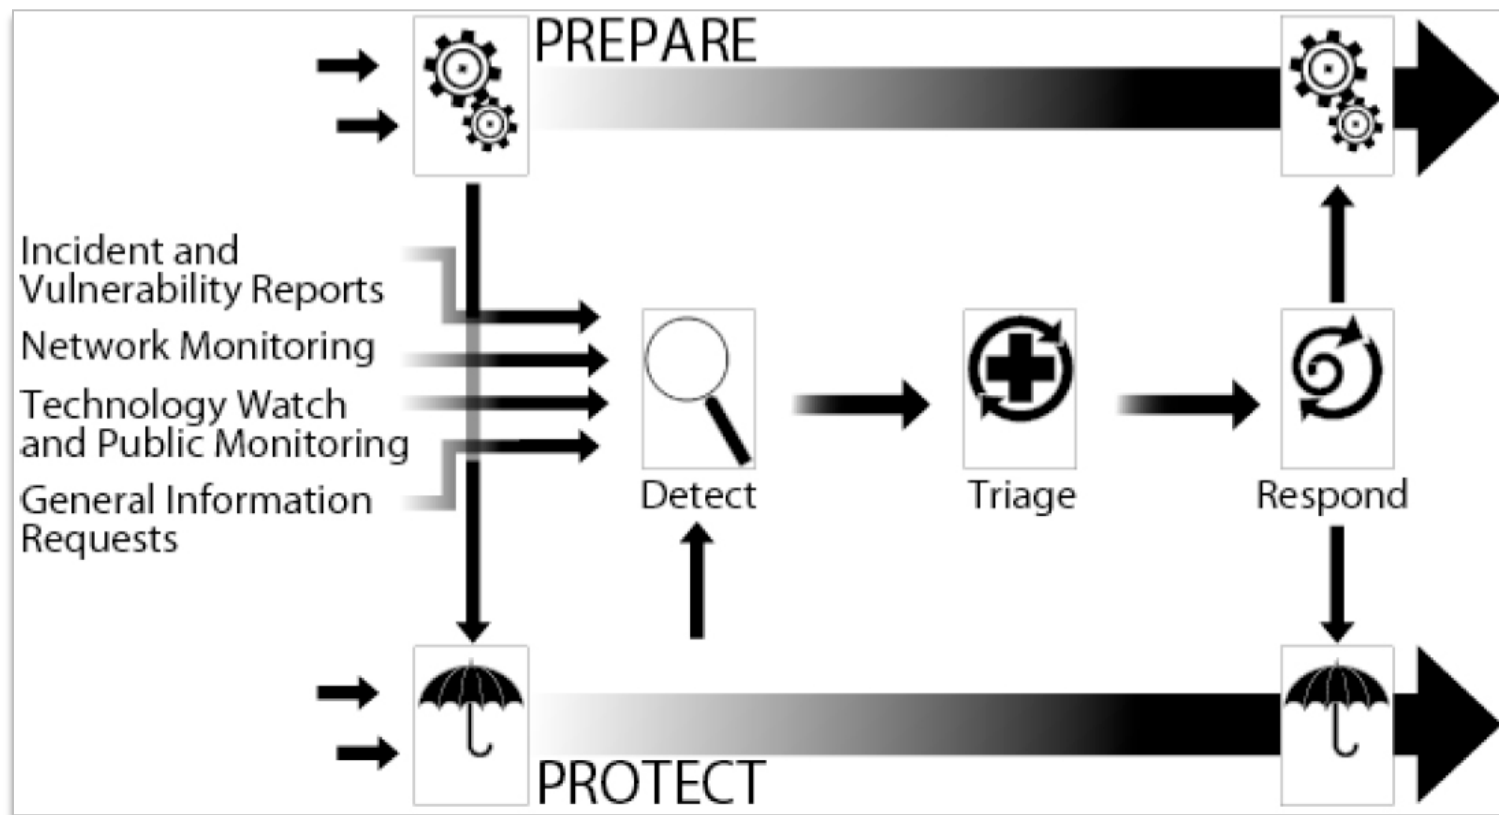 PREPARE
Incident and
Vulnerability Reports
Network Monitoring
Technology Watch
and Public Monitoring
General Information
Requests
Detect
Triage
Respond
PROTECT